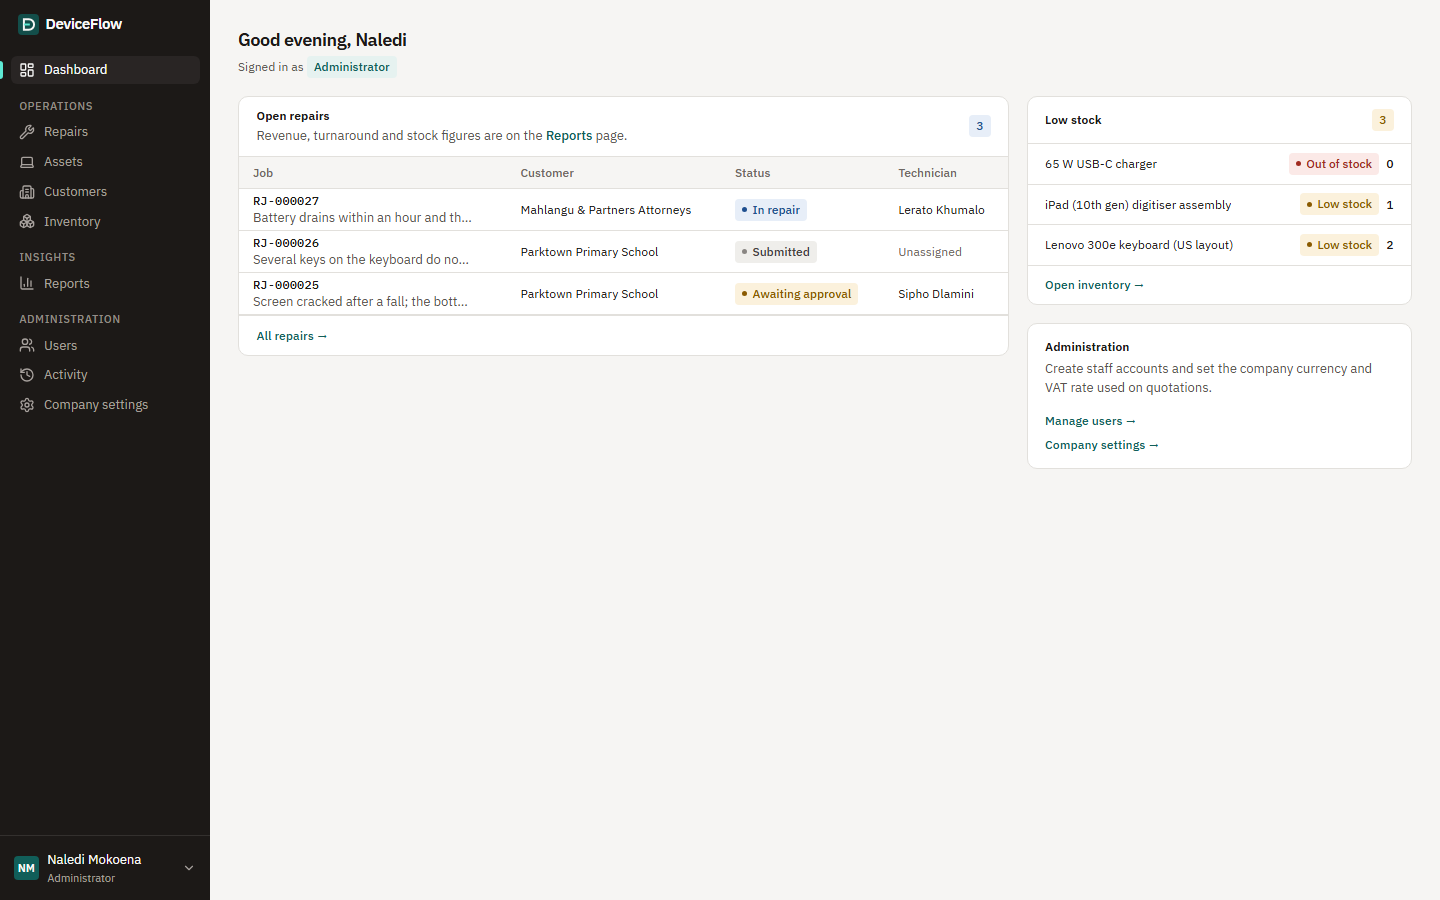 DeviceFlow
Dashboard
OPERATIONS
Repairs
Assets
Customers
Inventory
INSIGHTS
Reports
ADMINISTRATION
Users
Activity
Company settings
NM
Naledi Mokoena
Administrator
Good evening, Naledi
Signed in as Administrator
Open repairs
Revenue, turnaround and stock figures are on the Reports page.
3
Job Customer Status Technician
RJ-000027
Battery drains within an hour and th...
Mahlangu & Partners Attorneys In repair Lerato Khumalo
RJ-000026
Several keys on the keyboard do no...
Parktown Primary School Submitted Unassigned
RJ-000025
Screen cracked after a fall; the bott...
Parktown Primary School Awaiting approval Sipho Dlamini
All repairs →
Low stock 3
65 W USB-C charger Out of stock 0
iPad (10th gen) digitiser assembly Low stock 1
Lenovo 300e keyboard (US layout) Low stock 2
Open inventory →
Administration
Create staff accounts and set the company currency and
VAT rate used on quotations.
Manage users →
Company settings →